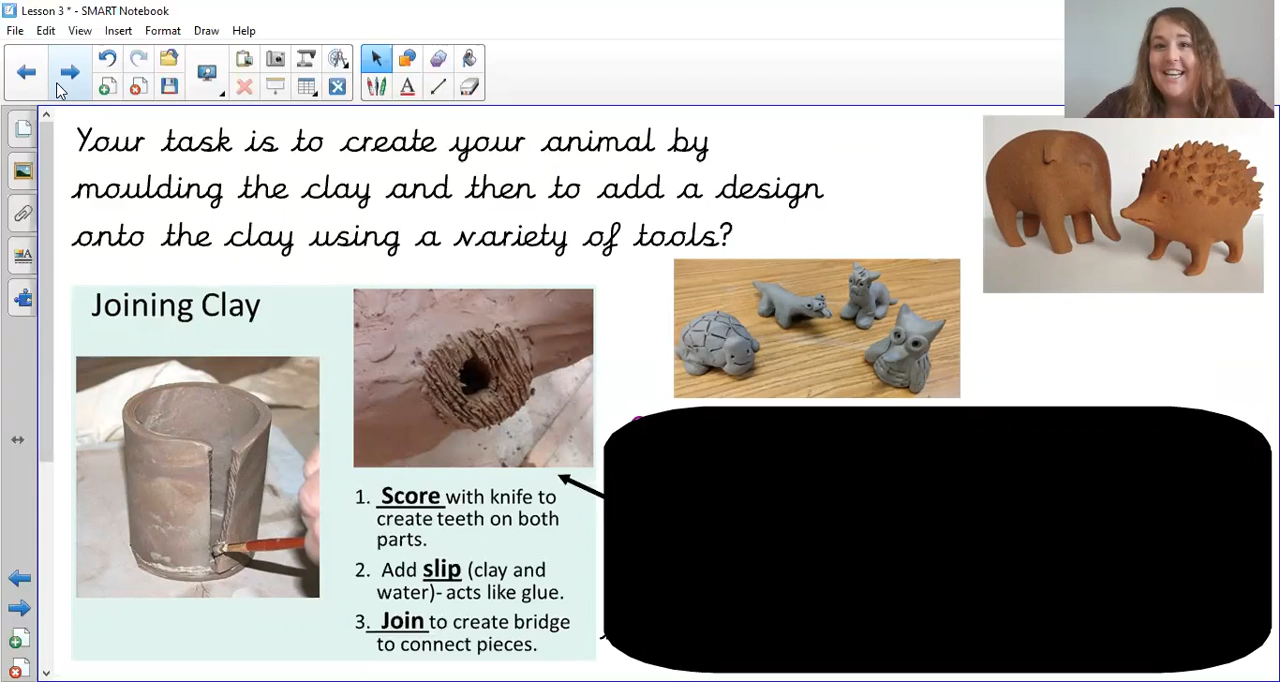 Lesson 3 * - SMART Notebook
File Edit View Insert Format Draw Help
Your task is to create your animal by
moulding the clay and then to add a design
onto the clay using a variety of tools?
Joining Clay
1. Score with knife to
create teeth on both
parts.
2. Add slip (clay and
water)- acts like glue.
3. Join to create bridge
to connect pieces.